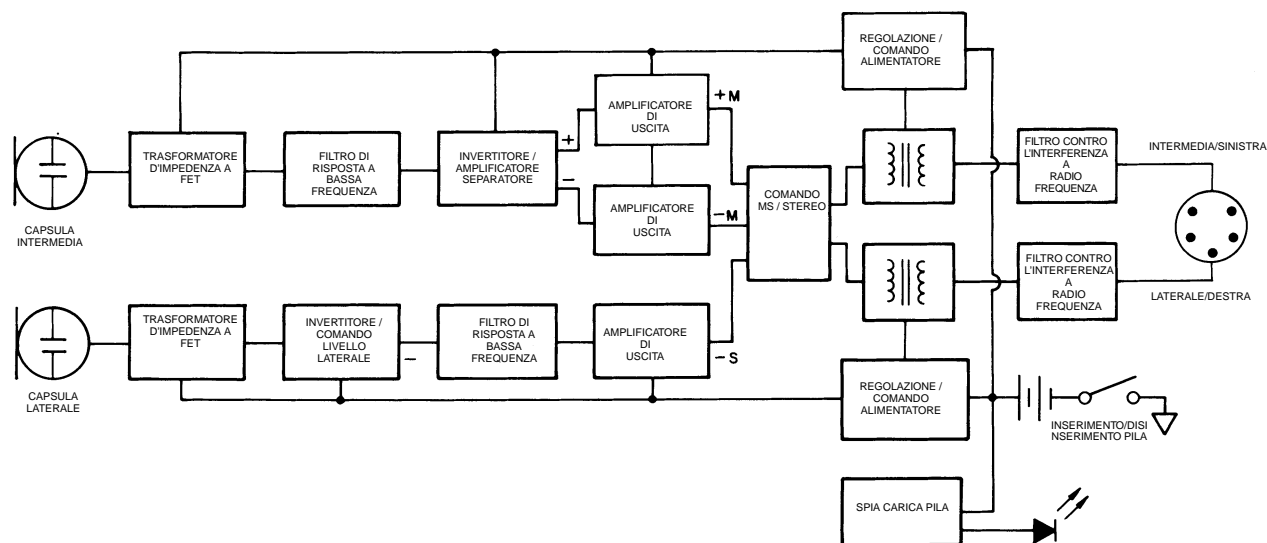 REGOLAZIONE /
COMANDO
ALIMENTATORE
AMPLIFICATORE
DI
USCITA
+M
TRASFORMATORE
D'IMPEDENZA A
FET
FILTRO DI
RISPOSTA A
BASSA
FREQUENZA
INVERTITORE /
AMPLIFICATORE
SEPARATORE
+
−
AMPLIFICATORE
DI
USCITA
−M
COMANDO
MS / STEREO
FILTRO CONTRO
L'INTERFERENZA
A
RADIO
FREQUENZA
INTERMEDIA/SINISTRA
CAPSULA
INTERMEDIA
FILTRO CONTRO
L'INTERFERENZA
A
RADIO
FREQUENZA
LATERALE/DESTRA
TRASFORMATORE
D'IMPEDENZA A
FET
INVERTITORE /
COMANDO
LIVELLO
LATERALE
−
FILTRO DI
RISPOSTA A
BASSA
FREQUENZA
AMPLIFICATORE
DI
USCITA
−S
CAPSULA
LATERALE
REGOLAZIONE /
COMANDO
ALIMENTATORE
INSERIMENTO/DISI
NSERIMENTO PILA
SPIA CARICA PILA